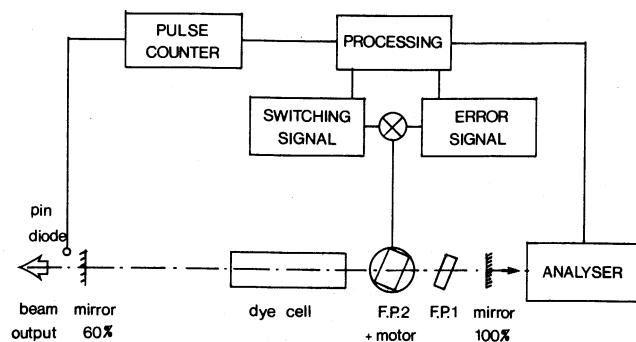 PULSE
COUNTER
PROCESSING
SWITCHING
SIGNAL
ERROR
SIGNAL
pin
diode
ANALYSER
beam
output
mirror
60%
dye cell
F.P.2
+ motor
F.P.1
mirror
100%